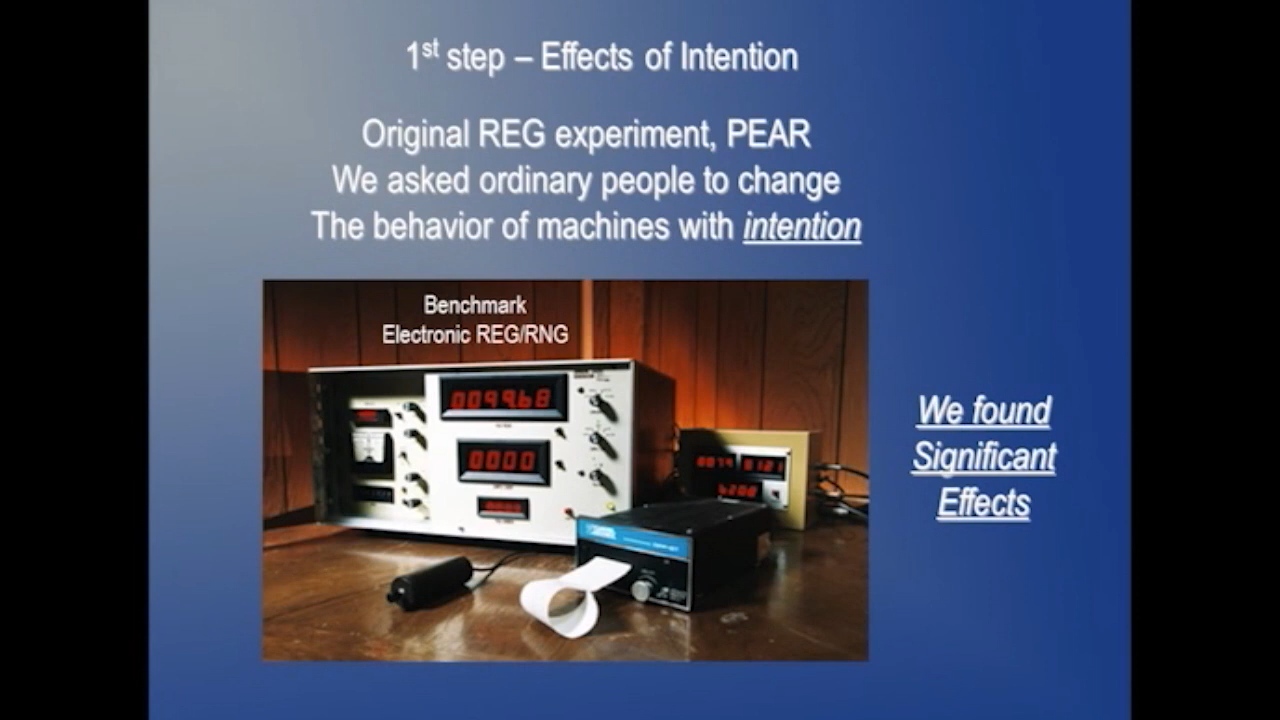 1st step – Effects of Intention
Original REG experiment, PEAR
We asked ordinary people to change
The behavior of machines with intention
Benchmark
Electronic REG/RNG
009968
0000
We found
Significant
Effects